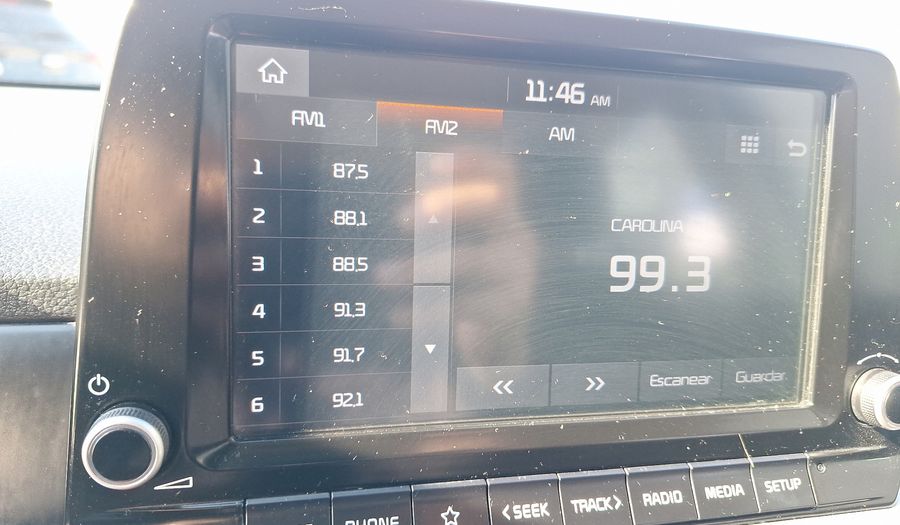 11:46 AM
FM1 FM2 AM
1 87.5
2 88.1
3 88.5
4 91.3
5 91.7
6 92.1
CAROLINA
99.3
<< >> Escanear Guardar
PHONE < SEEK TRACK > RADIO MEDIA SETUP